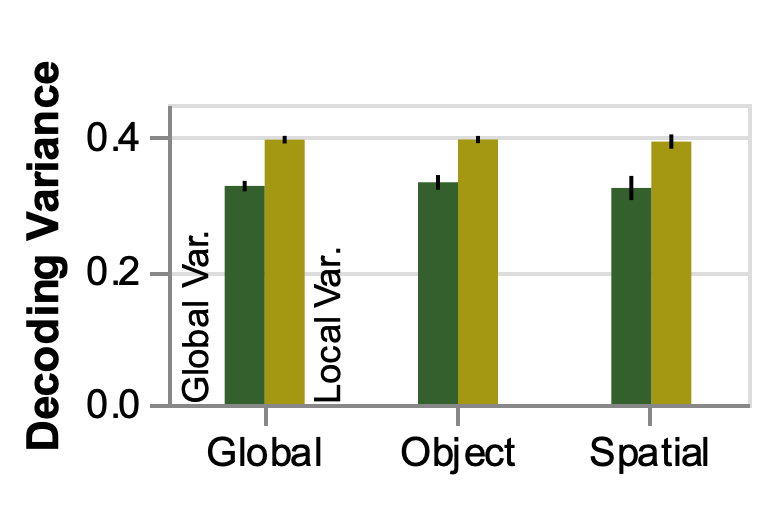 Decoding Variance
0.4
0.2
0.0
Global Var.
Local Var.
Global
Object
Spatial